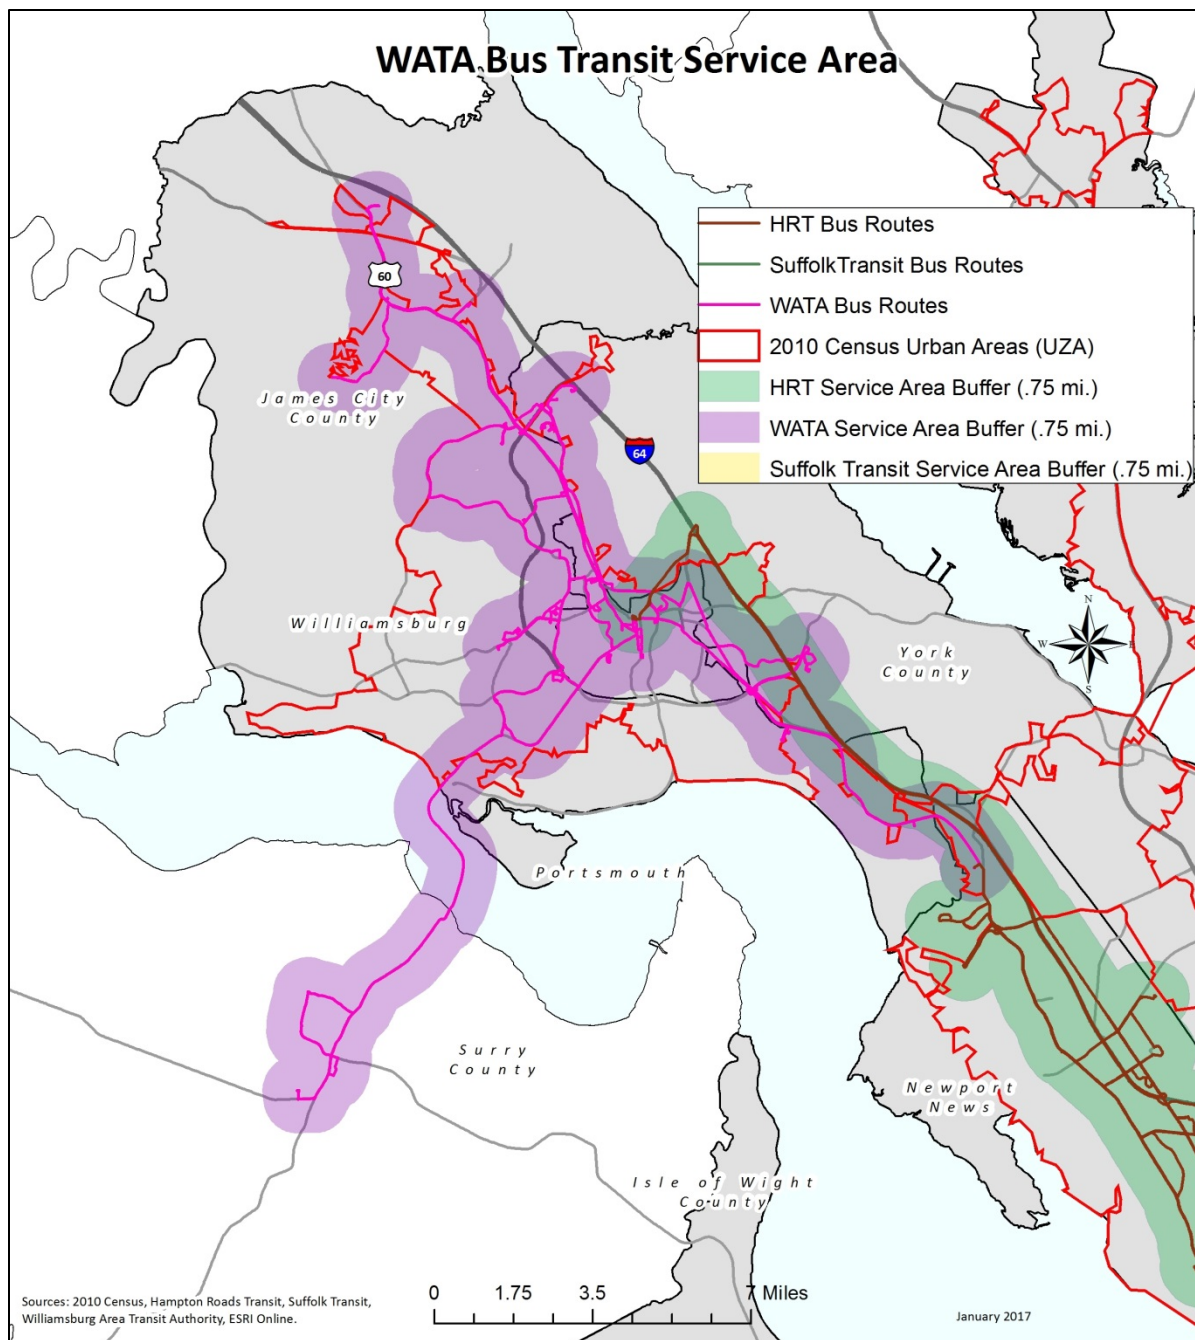 WATA Bus Transit Service Area
HRT Bus Routes
SuffolkTransit Bus Routes
WATA Bus Routes
2010 Census Urban Areas (UZA)
HRT Service Area Buffer (.75 mi.)
WATA Service Area Buffer (.75 mi.)
Suffolk Transit Service Area Buffer (.75 mi.)
60
James City
County
64
N
W
E
S
Williamsburg
York
County
Portsmouth
Surry
County
Newport
News
Isle of Wight
County
0 1.75 3.5 7 Miles
Sources: 2010 Census, Hampton Roads Transit, Suffolk Transit,
Williamsburg Area Transit Authority, ESRI Online.
January 2017